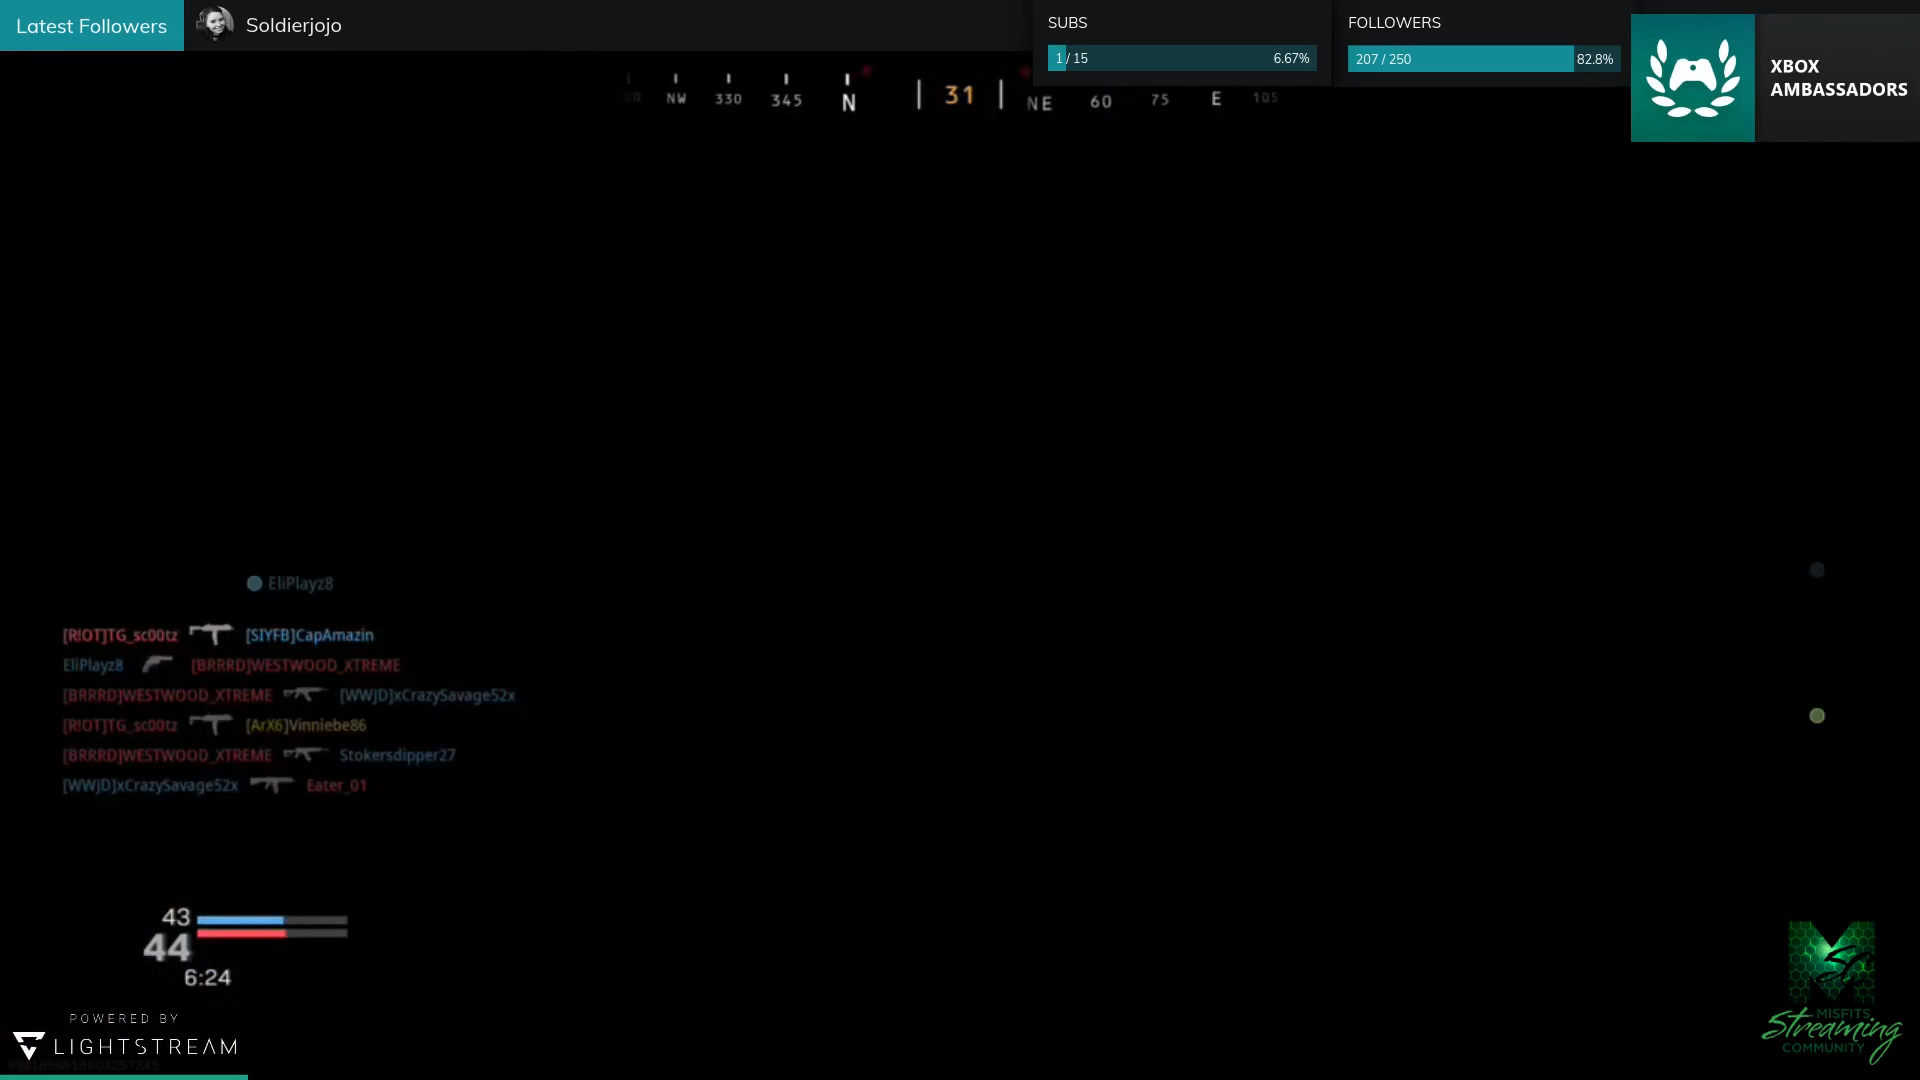 Latest Followers
Soldierjojo
SUBS
1 / 15
6.67%
FOLLOWERS
207 / 250
82.8%
XBOX
AMBASSADORS
NW 330 345 N 31 NE 60 75 E 105
EliPlayz8
[R!OT]TG_sc00tz [SIYFB]CapAmazin
EliPlayz8 [BRRRD]WESTWOOD_XTREME
[BRRRD]WESTWOOD_XTREME [WWJD]xCrazySavage52x
[R!OT]TG_sc00tz [ArX6]Vinniebe86
[BRRRD]WESTWOOD_XTREME Stokersdipper27
[WWJD]xCrazySavage52x Eater_01
43
44
6:24
POWERED BY
LIGHTSTREAM
MISFITS
Streaming
COMMUNITY